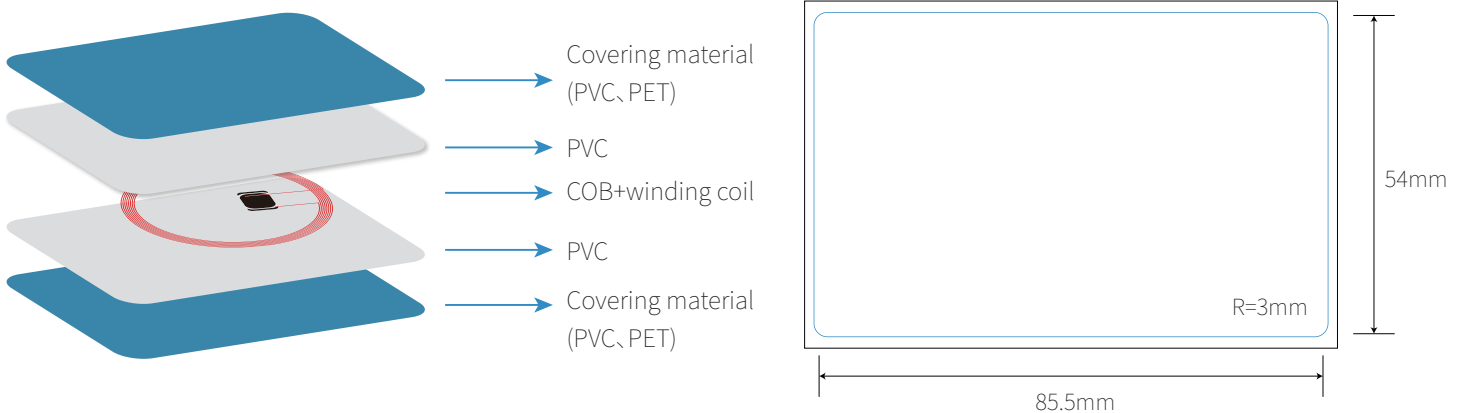 Covering material
(PVC、PET)
PVC
COB+winding coil
PVC
Covering material
(PVC、PET)
54mm
R=3mm
85.5mm